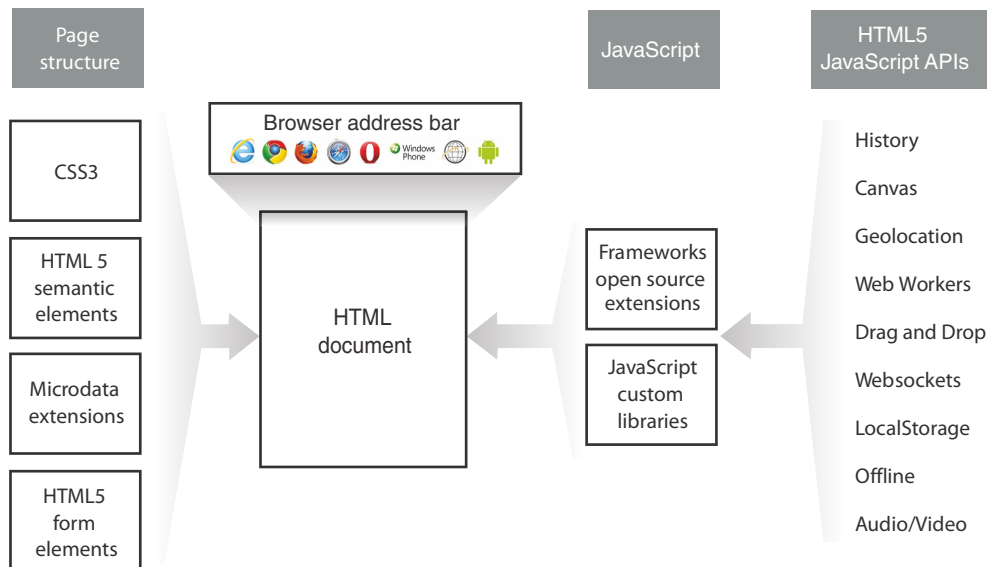 Page
structure
JavaScript
HTML5
JavaScript APIs
Browser address bar
Windows
Phone
CSS3
HTML 5
semantic
elements
Microdata
extensions
HTML5
form
elements
HTML
document
Frameworks
open source
extensions
JavaScript
custom
libraries
History
Canvas
Geolocation
Web Workers
Drag and Drop
Websockets
LocalStorage
Offline
Audio/Video